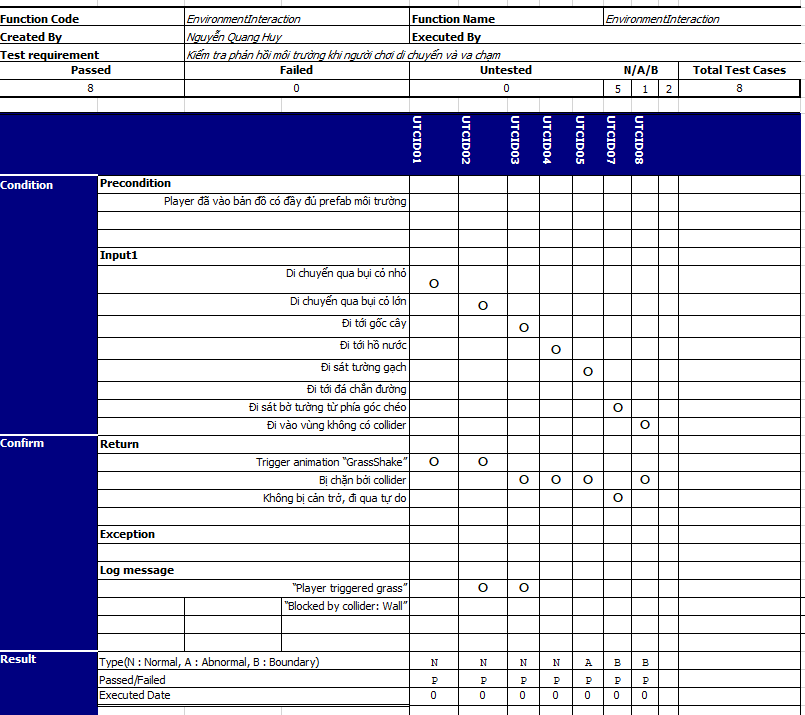 Function Code EnvironmentInteraction Function Name EnvironmentInteraction
Created By Nguyễn Quang Huy Executed By
Test requirement Kiểm tra phản hồi môi trường khi người chơi di chuyển và va chạm
Passed Failed Untested N/A/B Total Test Cases
8 0 0 5 1 2 8
UTCID01 UTCID02 UTCID03 UTCID04 UTCID05 UTCID07 UTCID08
Condition Precondition
Player đã vào bản đồ có đầy đủ prefab môi trường
Input1
Di chuyển qua bụi cỏ nhỏ O
Di chuyển qua bụi cỏ lớn O
Đi tới gốc cây O
Đi tới hồ nước O
Đi sát tường gạch O
Đi tới đá chắn đường
Đi sát bờ tường từ phía góc chéo O
Đi vào vùng không có collider O
Confirm Return
Trigger animation “GrassShake” O O
Bị chặn bởi collider O O O O
Không bị cản trở, đi qua tự do O
Exception
Log message
“Player triggered grass” O O
“Blocked by collider: Wall”
Result Type(N : Normal, A : Abnormal, B : Boundary) N N N N A B B
Passed/Failed P P P P P P P
Executed Date 0 0 0 0 0 0 0